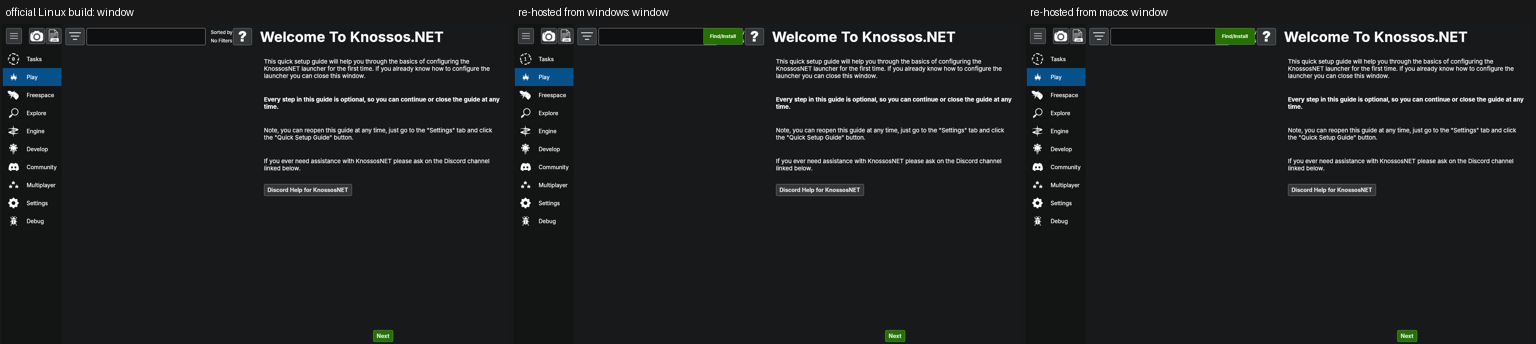 official Linux build: window
Sorted by
No Filters
?
Welcome To Knossos.NET
0 Tasks
Play
Freespace
Explore
Engine
Develop
Community
Multiplayer
Settings
Debug
This quick setup guide will help you through the basics of configuring the
KnossosNET launcher for the first time. If you already know how to configure the
launcher you can close this window.
Every step in this guide is optional, so you can continue or close the guide at any
time.
Note, you can reopen this guide at any time, just go to the "Settings" tab and click
the "Quick Setup Guide" button.
If you ever need assistance with KnossosNET please ask on the Discord channel
linked below.
Discord Help for KnossosNET
Next
re-hosted from windows: window
Find/Install
?
Welcome To Knossos.NET
1 Tasks
Play
Freespace
Explore
Engine
Develop
Community
Multiplayer
Settings
Debug
This quick setup guide will help you through the basics of configuring the
KnossosNET launcher for the first time. If you already know how to configure the
launcher you can close this window.
Every step in this guide is optional, so you can continue or close the guide at any
time.
Note, you can reopen this guide at any time, just go to the "Settings" tab and click
the "Quick Setup Guide" button.
If you ever need assistance with KnossosNET please ask on the Discord channel
linked below.
Discord Help for KnossosNET
Next
re-hosted from macos: window
Find/Install
?
Welcome To Knossos.NET
1 Tasks
Play
Freespace
Explore
Engine
Develop
Community
Multiplayer
Settings
Debug
This quick setup guide will help you through the basics of configuring the
KnossosNET launcher for the first time. If you already know how to configure the
launcher you can close this window.
Every step in this guide is optional, so you can continue or close the guide at any
time.
Note, you can reopen this guide at any time, just go to the "Settings" tab and click
the "Quick Setup Guide" button.
If you ever need assistance with KnossosNET please ask on the Discord channel
linked below.
Discord Help for KnossosNET
Next